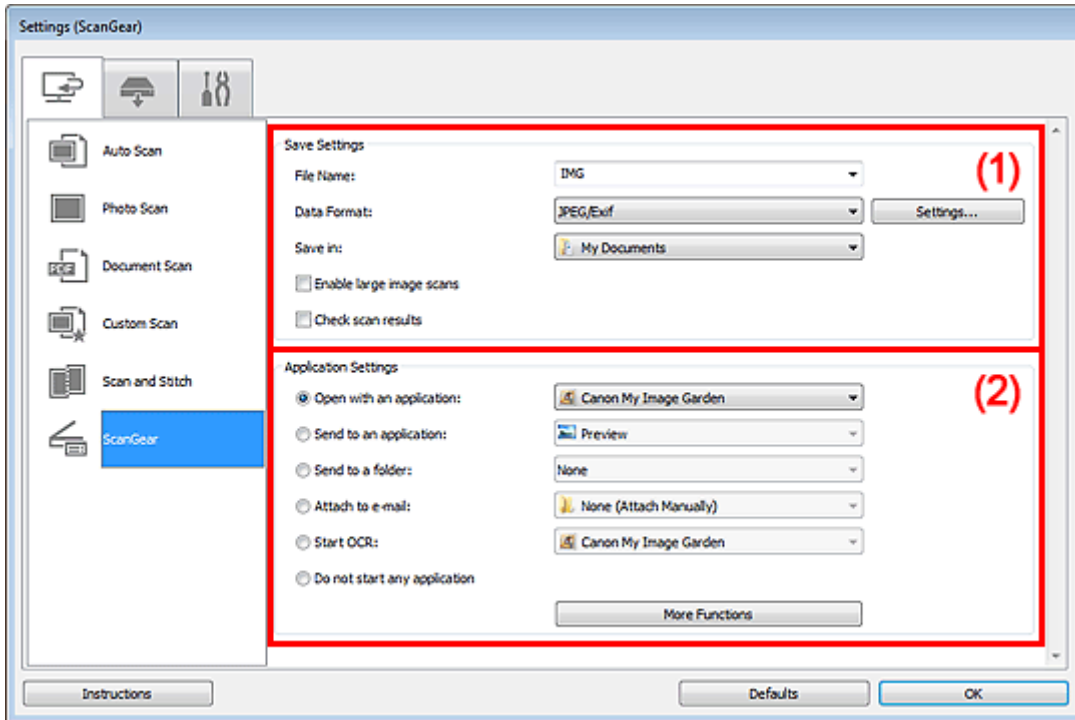 Settings (ScanGear)
Auto Scan
Photo Scan
Document Scan
Custom Scan
Scan and Stitch
ScanGear
Save Settings
(1)
File Name: IMG
Data Format: JPEG/Exif Settings...
Save in: My Documents
Enable large image scans
Check scan results
Application Settings
(2)
Open with an application: Canon My Image Garden
Send to an application: Preview
Send to a folder: None
Attach to e-mail: None (Attach Manually)
Start OCR: Canon My Image Garden
Do not start any application
More Functions
Instructions Defaults OK